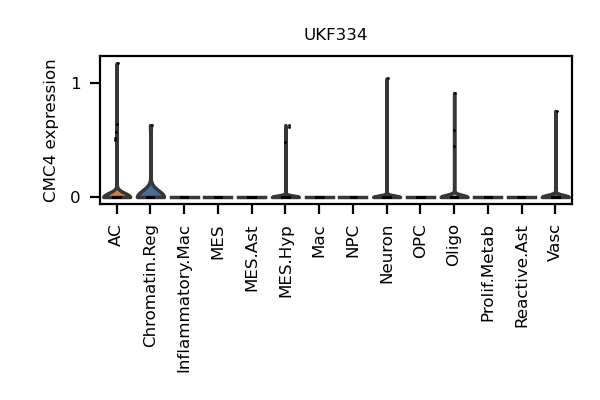 UKF334
CMC4 expression
1
0
AC
Chromatin.Reg
Inflammatory.Mac
MES
MES.Ast
MES.Hyp
Mac
NPC
Neuron
OPC
Oligo
Prolif.Metab
Reactive.Ast
Vasc